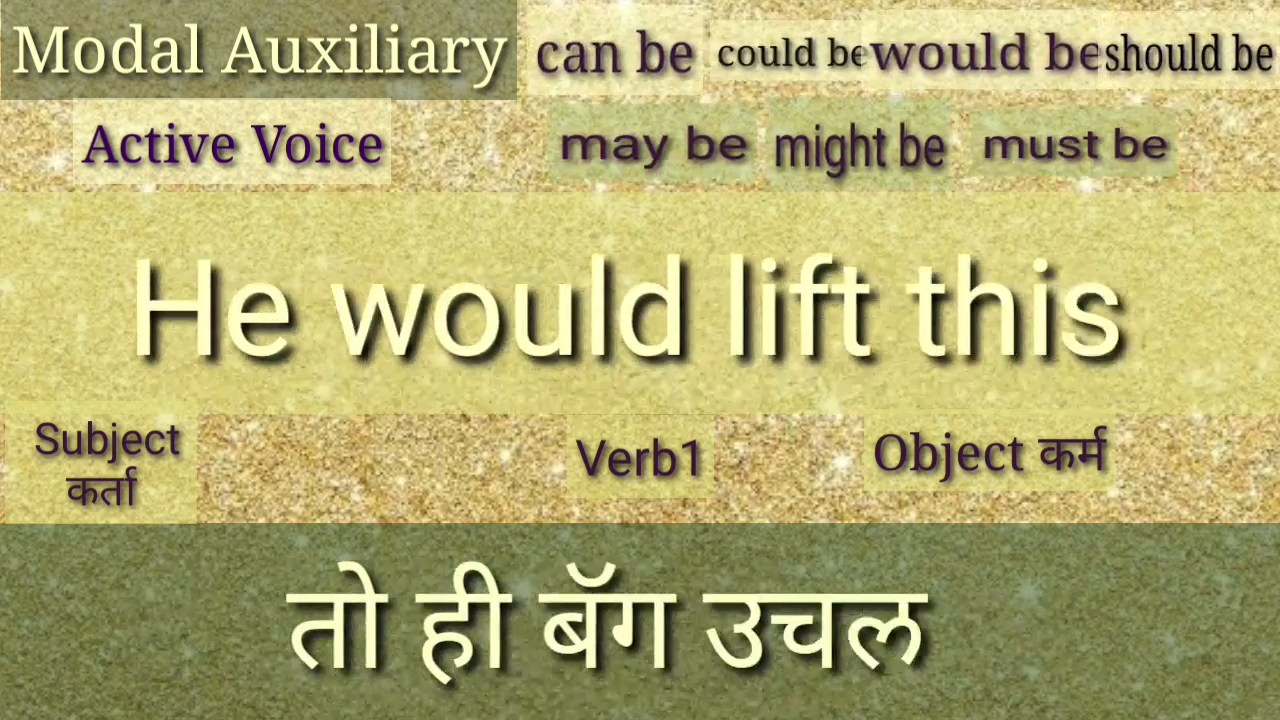 Modal Auxiliary can be could be would be should be
Active Voice may be might be must be
He would lift this
Subject Verb1 Object कर्म
कर्ता
तो ही बॅग उचल